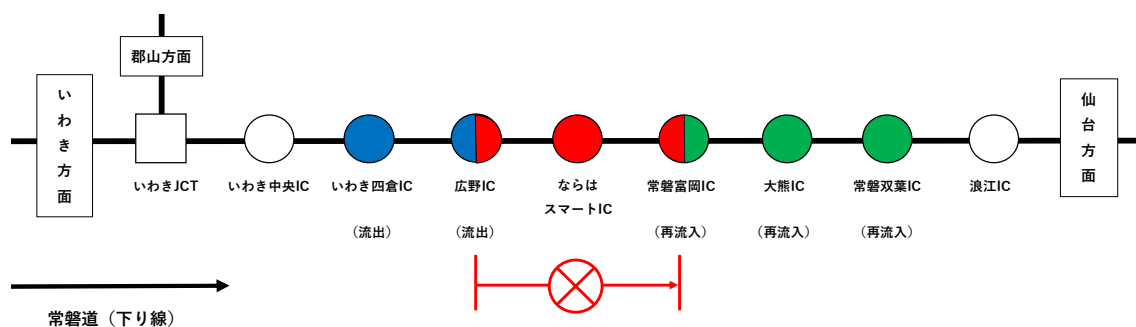 郡山方面
いわき方面
仙台方面
いわきJCT
いわき中央IC
いわき四倉IC
広野IC
ならは
スマートIC
常磐富岡IC
大熊IC
常磐双葉IC
浪江IC
（流出）
（流出）
（再流入）
（再流入）
（再流入）
常磐道（下り線）